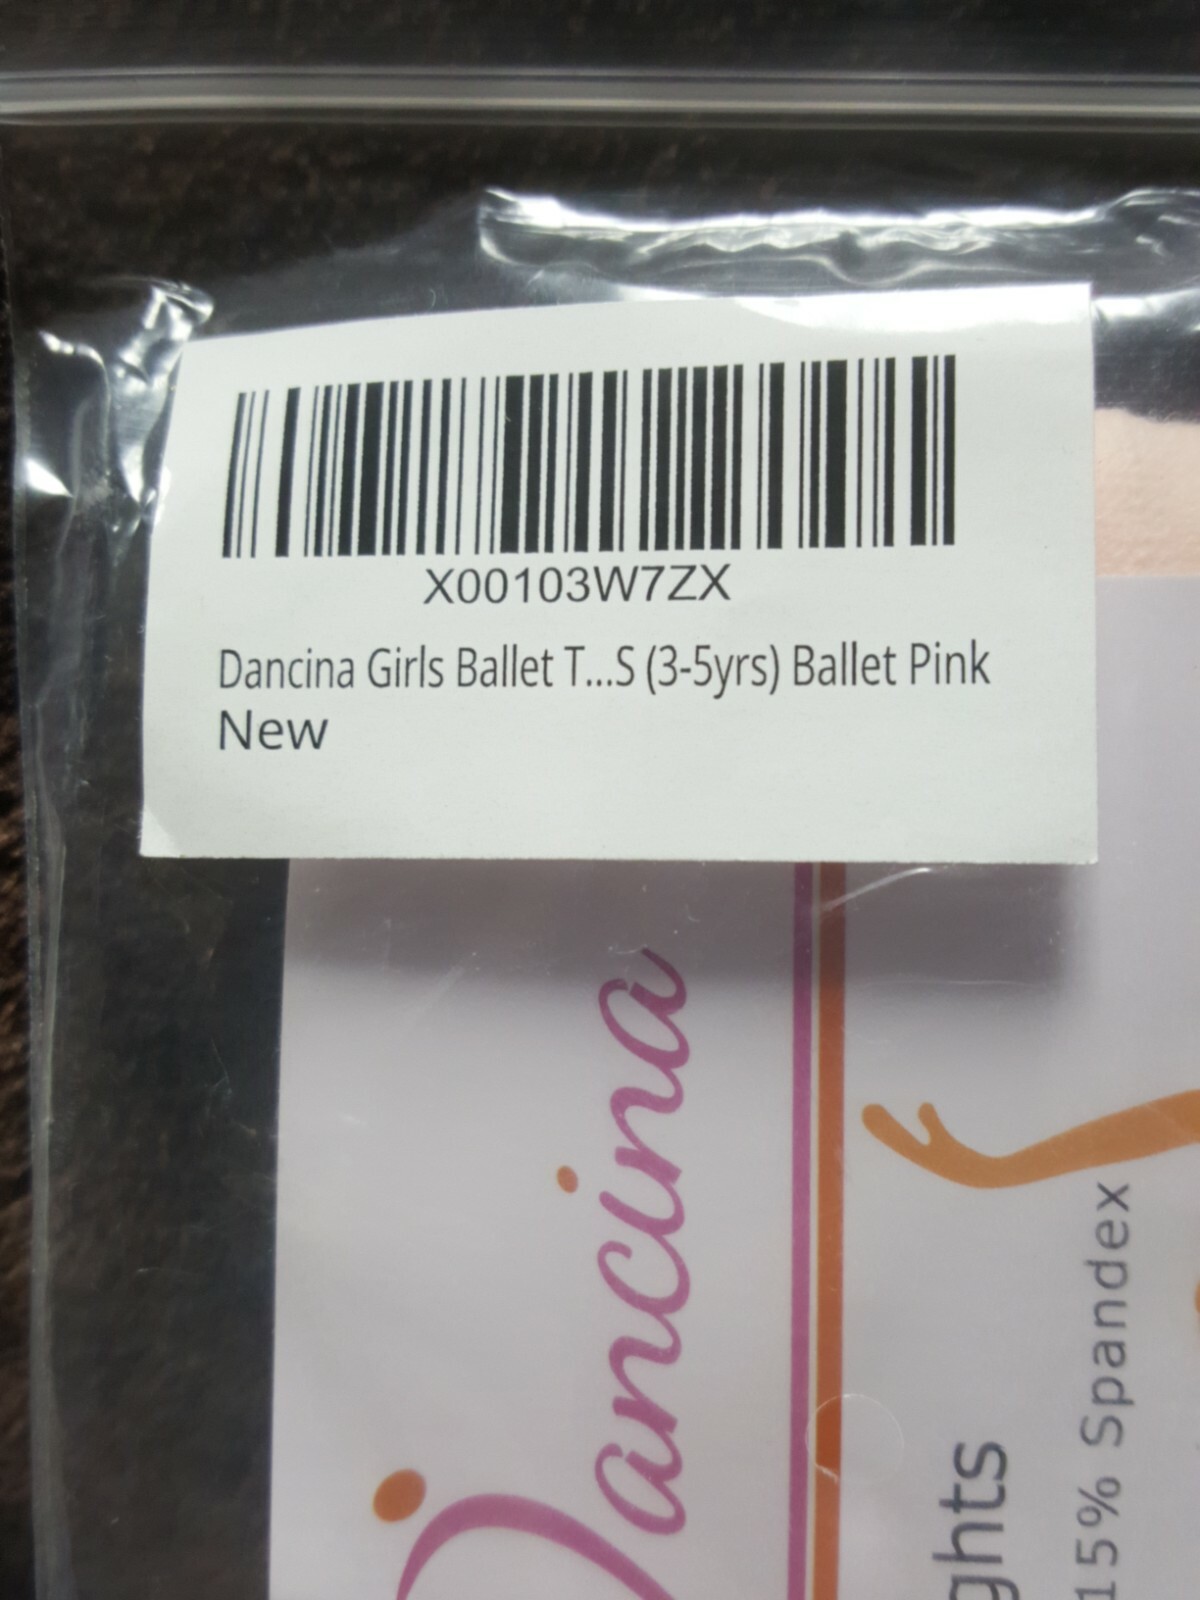 X00103W7ZX
Dancina Girls Ballet T...S (3-5yrs) Ballet Pink
New
Dancina
ghts
15% Spandex